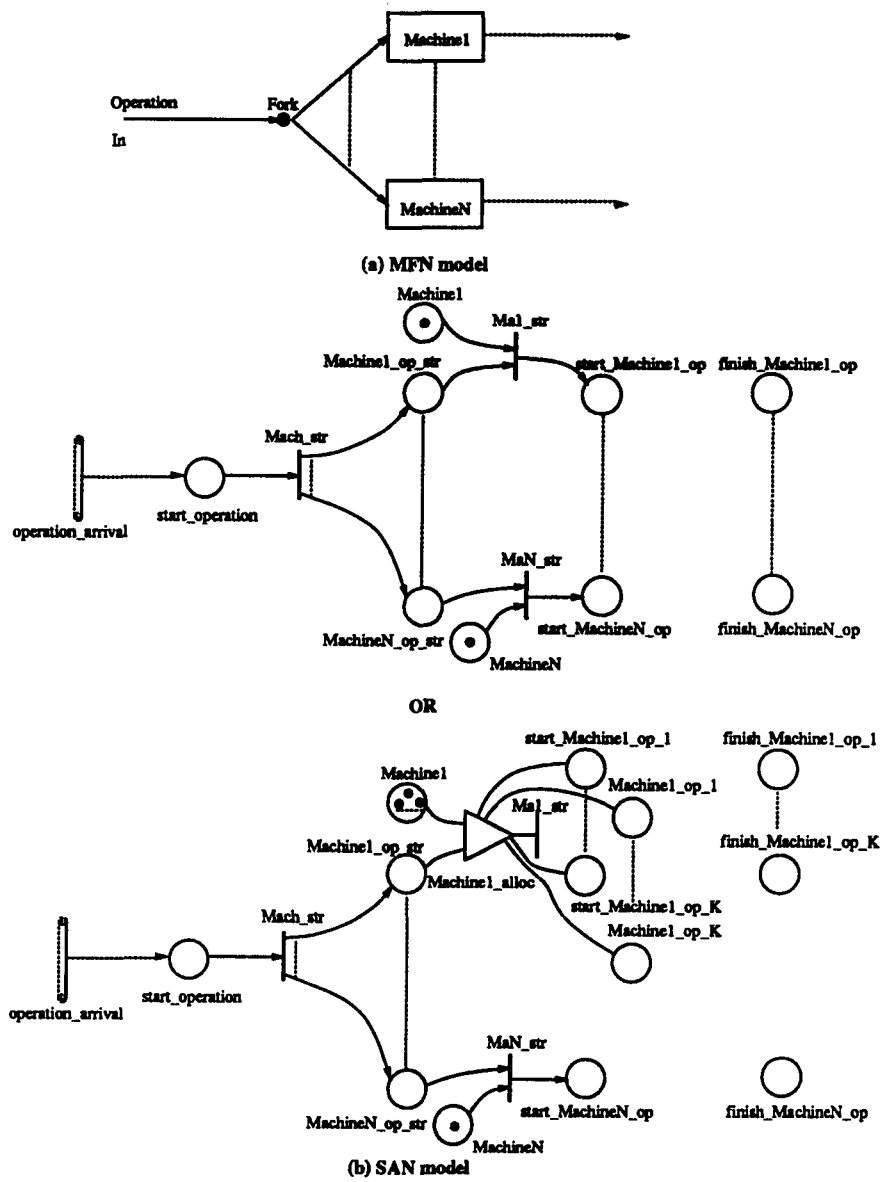 Machine1
Operation
Fork
In
MachineN
(a) MFN model
Machine1
Ma1_str
Machine1_op_str
start_Machine1_op
finish_Machine1_op
Mach_str
operation_arrival
start_operation
MaN_str
MachineN_op_str
start_MachineN_op
finish_MachineN_op
MachineN
OR
start_Machine1_op_1
finish_Machine1_op_1
Machine1
Machine1_op_1
Ma1_str
Machine1_op_str
finish_Machine1_op_K
Machine1_alloc
start_Machine1_op_K
Mach_str
Machine1_op_K
operation_arrival
start_operation
MaN_str
MachineN_op_str
start_MachineN_op
finish_MachineN_op
MachineN
(b) SAN model